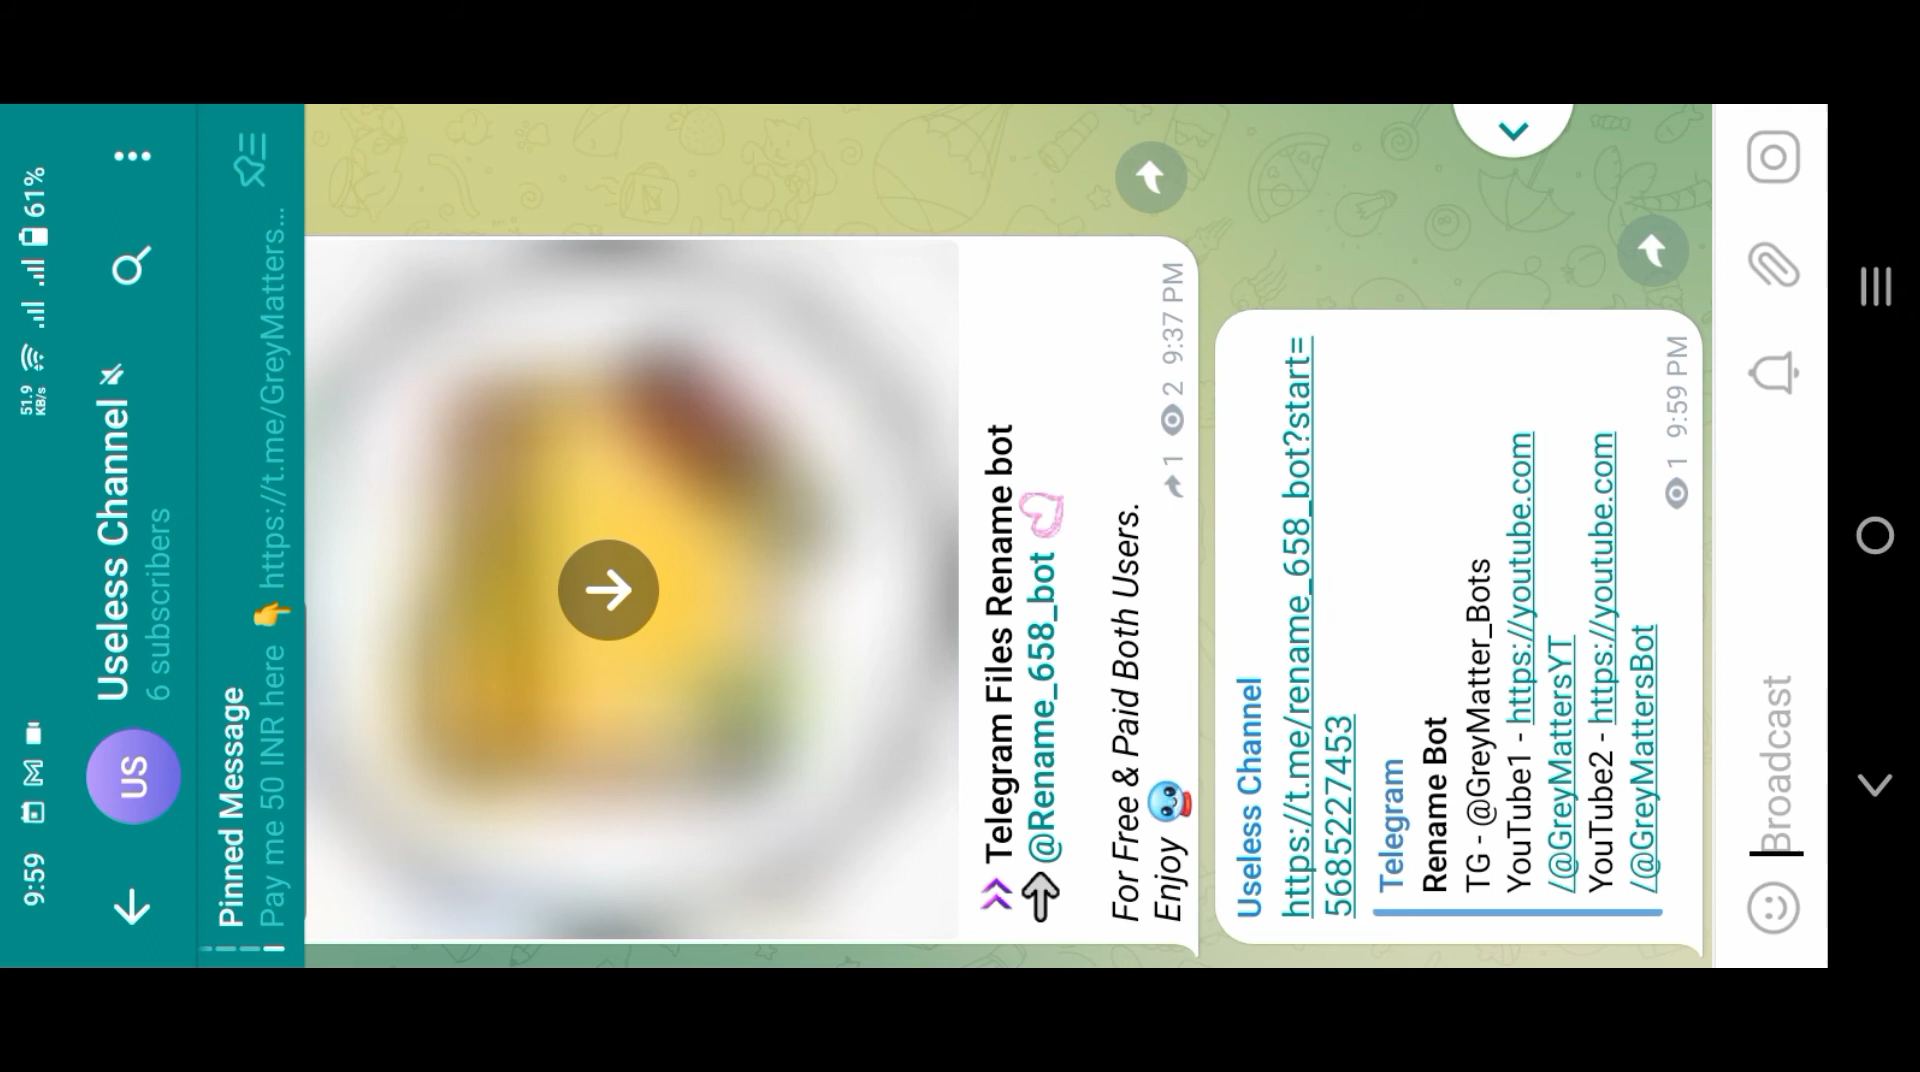 9:59
51.9
KB/s
61%
US
Useless Channel
6 subscribers
Pinned Message
Pay me 50 INR here 👉 https://t.me/GreyMatters...
Telegram Files Rename bot
@Rename_658_bot
For Free & Paid Both Users.
Enjoy
1 2 9:37 PM
Useless Channel
https://t.me/rename_658_bot?start=
5685227453
Telegram
Rename Bot
TG - @GreyMatter_Bots
YouTube1 - https://youtube.com
/@GreyMattersYT
YouTube2 - https://youtube.com
/@GreyMattersBot
1 9:59 PM
Broadcast